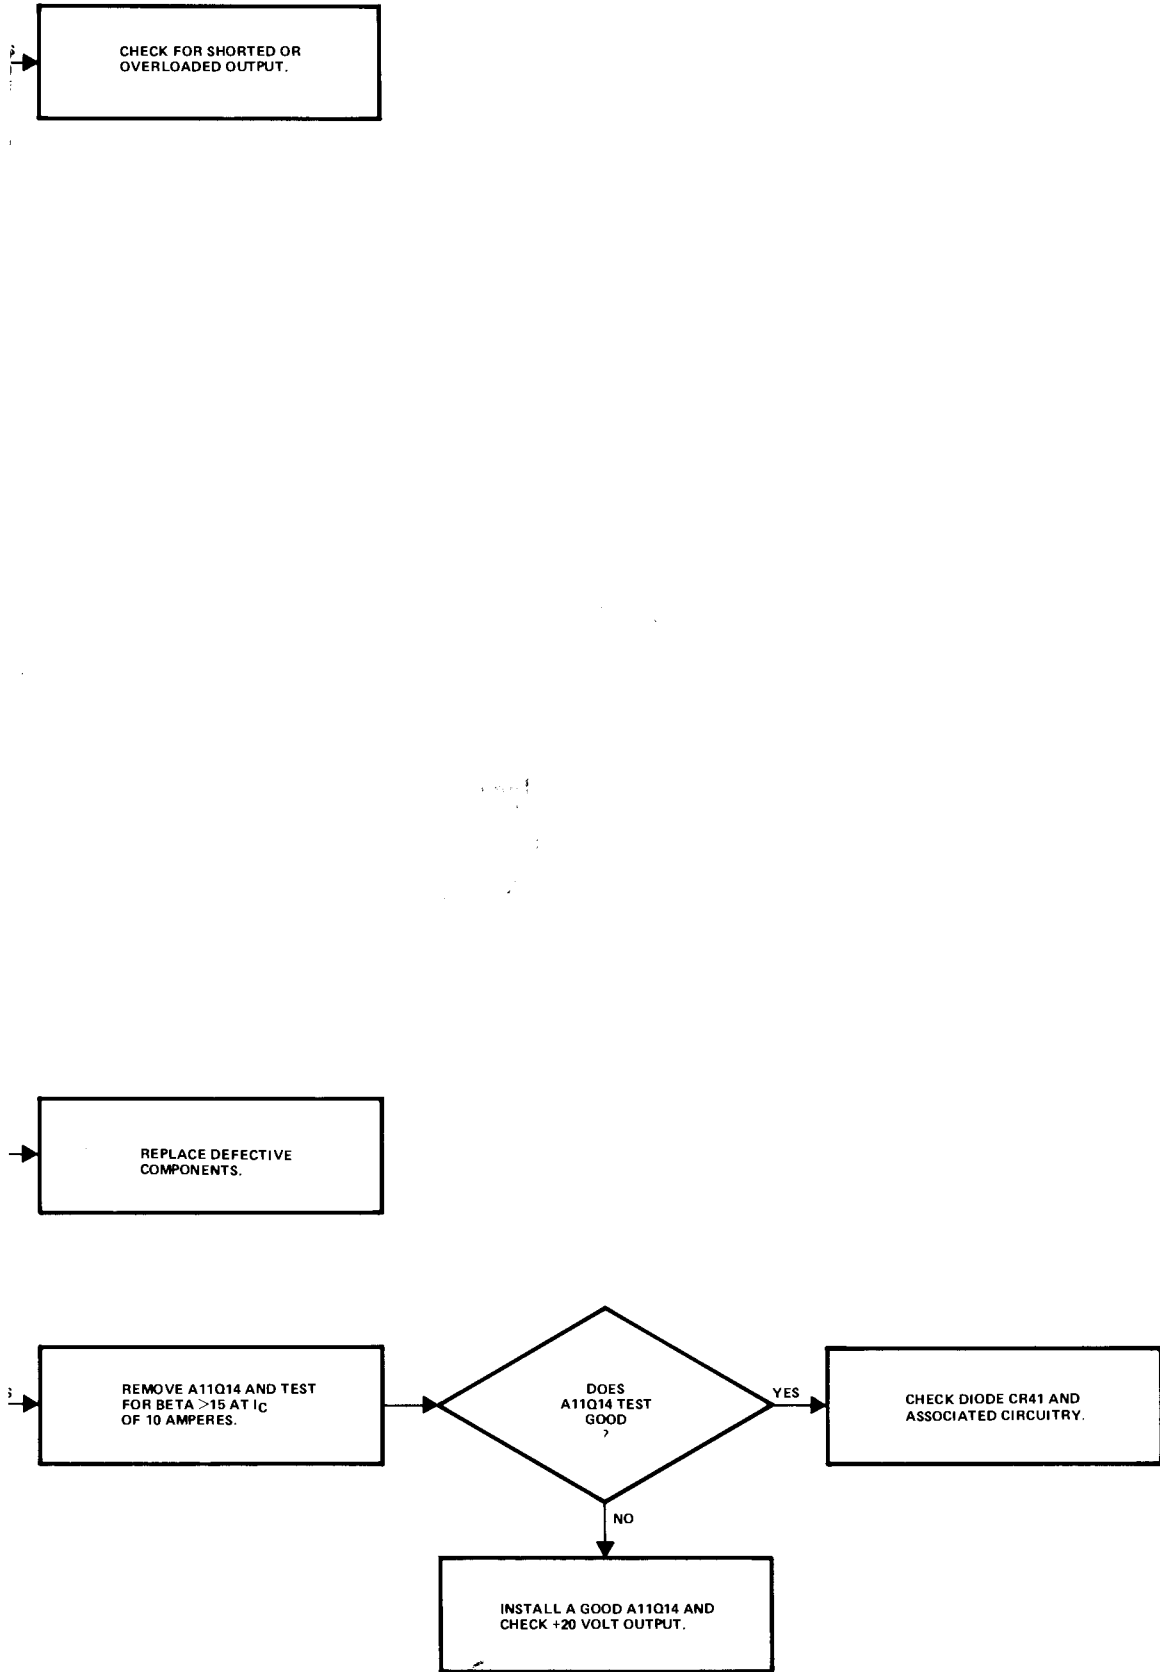 CHECK FOR SHORTED OR
OVERLOADED OUTPUT.
REPLACE DEFECTIVE
COMPONENTS.
REMOVE A11Q14 AND TEST
FOR BETA >15 AT IC
OF 10 AMPERES.
DOES
A11Q14 TEST
GOOD
?
YES
CHECK DIODE CR41 AND
ASSOCIATED CIRCUITRY.
NO
INSTALL A GOOD A11Q14 AND
CHECK +20 VOLT OUTPUT.